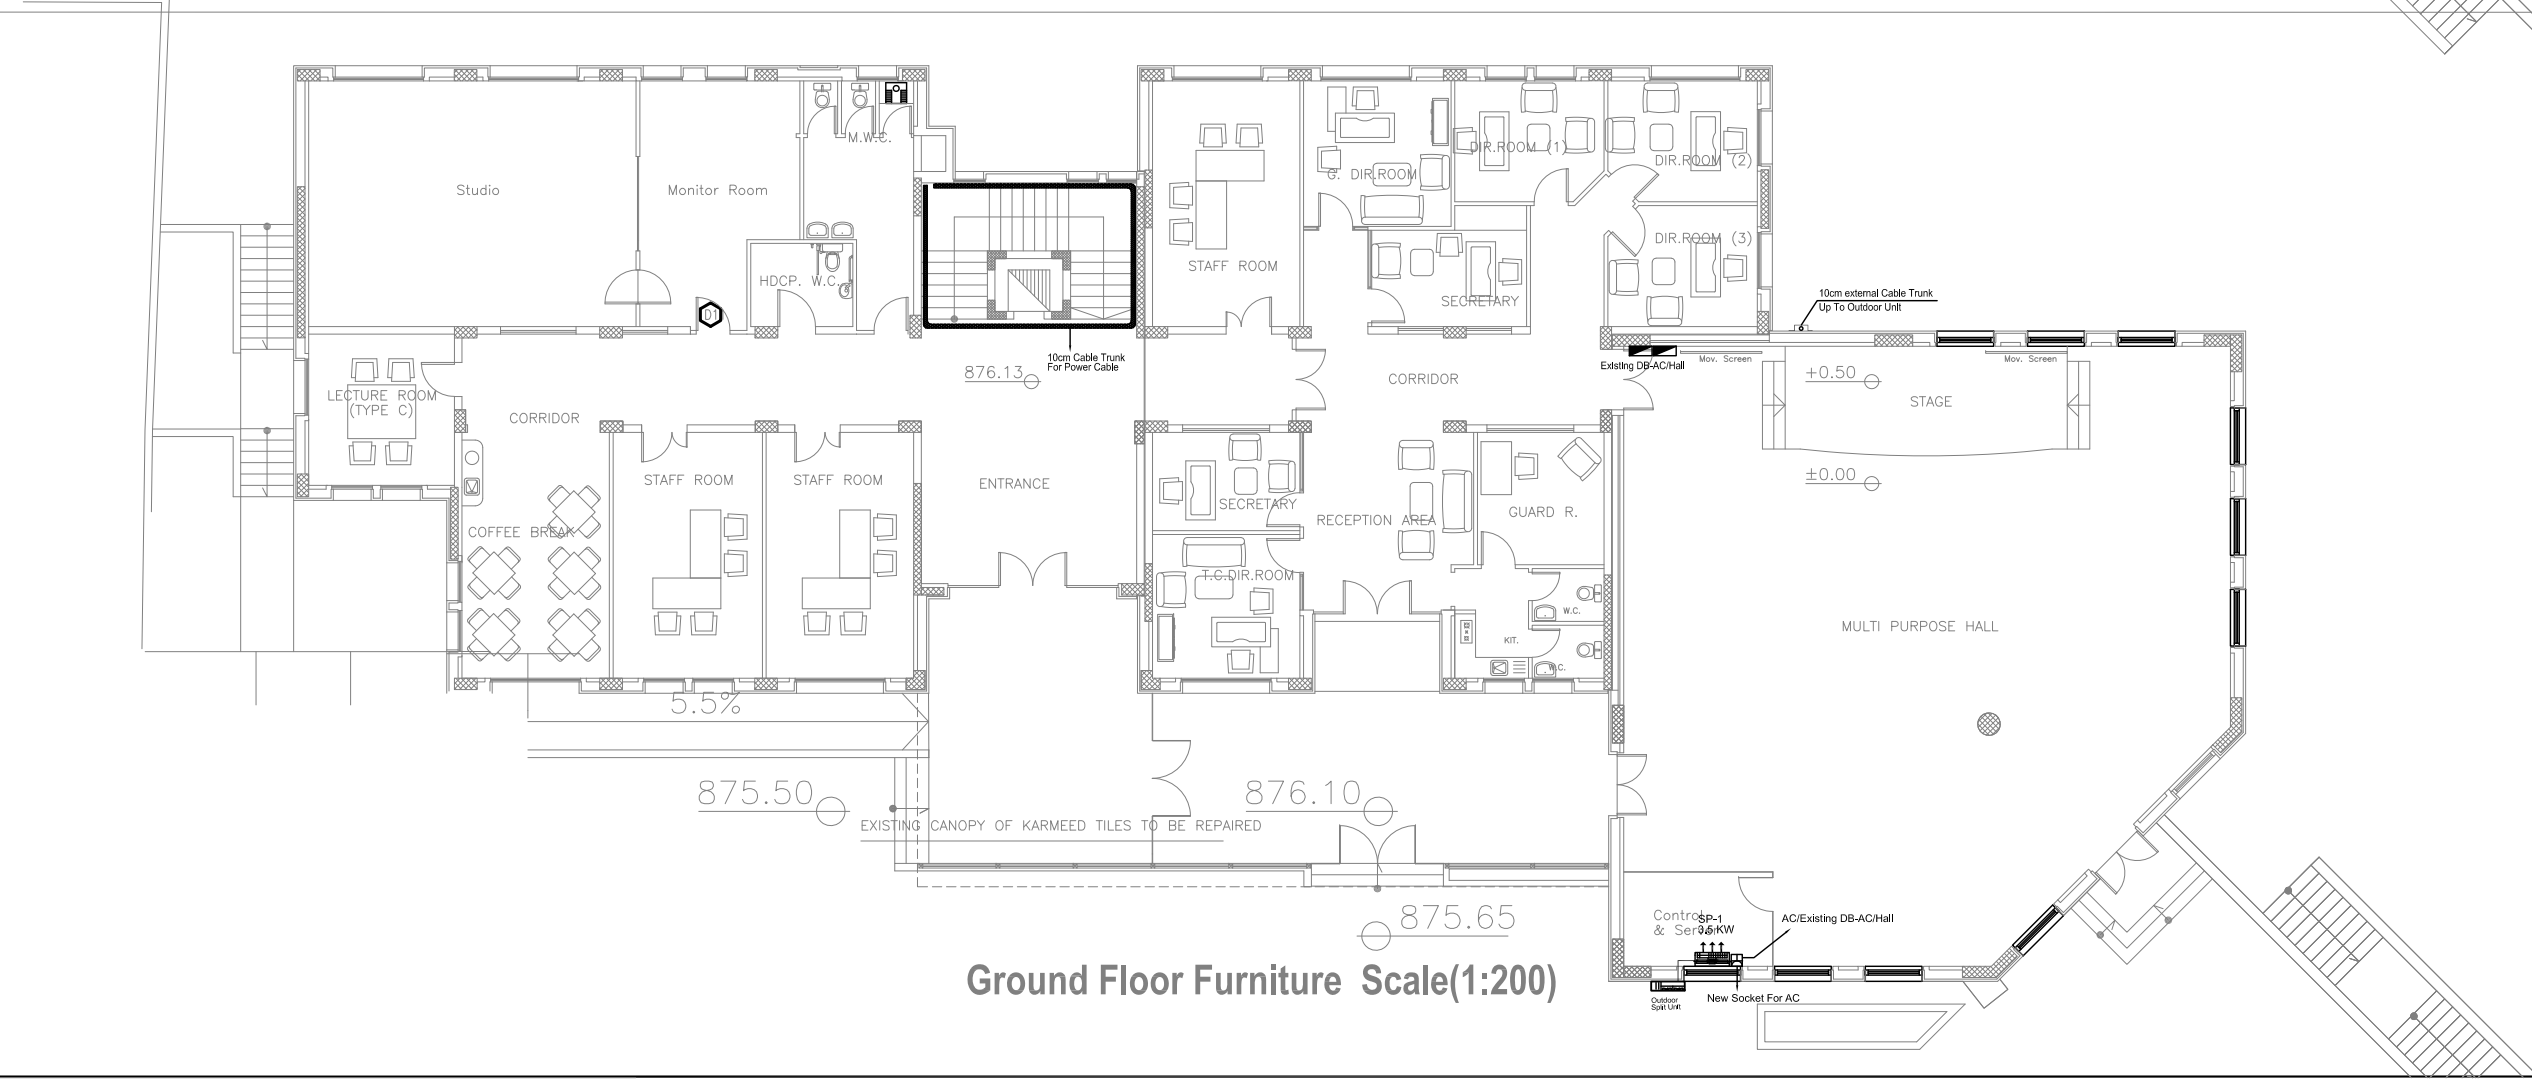 M.W.C.
Studio
Monitor Room
HDCP. W.C.
D1
DIR.ROOM (1)
DIR.ROOM (2)
G. DIR.ROOM
DIR.ROOM (3)
STAFF ROOM
SECRETARY
10cm external Cable Trunk
Up To Outdoor Unit
10cm Cable Trunk
For Power Cable
876.13
Existing DB-AC/Hall
Mov. Screen
Mov. Screen
CORRIDOR
+0.50
STAGE
LECTURE ROOM
(TYPE C)
CORRIDOR
±0.00
STAFF ROOM
STAFF ROOM
ENTRANCE
SECRETARY
RECEPTION AREA
GUARD R.
COFFEE BREAK
T.C.DIR.ROOM
W.C.
KIT.
W.C.
MULTI PURPOSE HALL
5.5%
875.50
876.10
EXISTING CANOPY OF KARMEED TILES TO BE REPAIRED
875.65
Control
& Server
SP-1
3.5 KW
AC/Existing DB-AC/Hall
Ground Floor Furniture Scale(1:200)
Outdoor
Split Unit
New Socket For AC